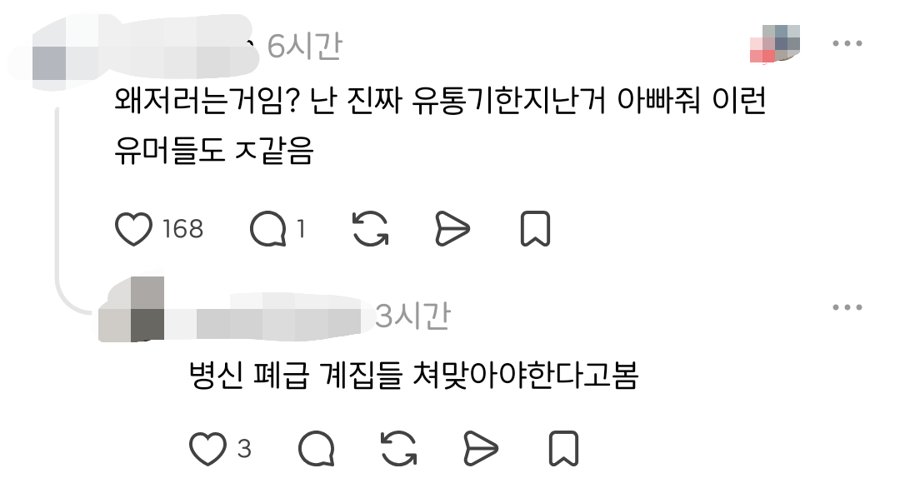 6시간
왜저러는거임? 난 진짜 유통기한지난거 아빠줘 이런
유머들도 ㅈ같음
168 1
3시간
병신 폐급 계집들 쳐맞아야한다고봄
3